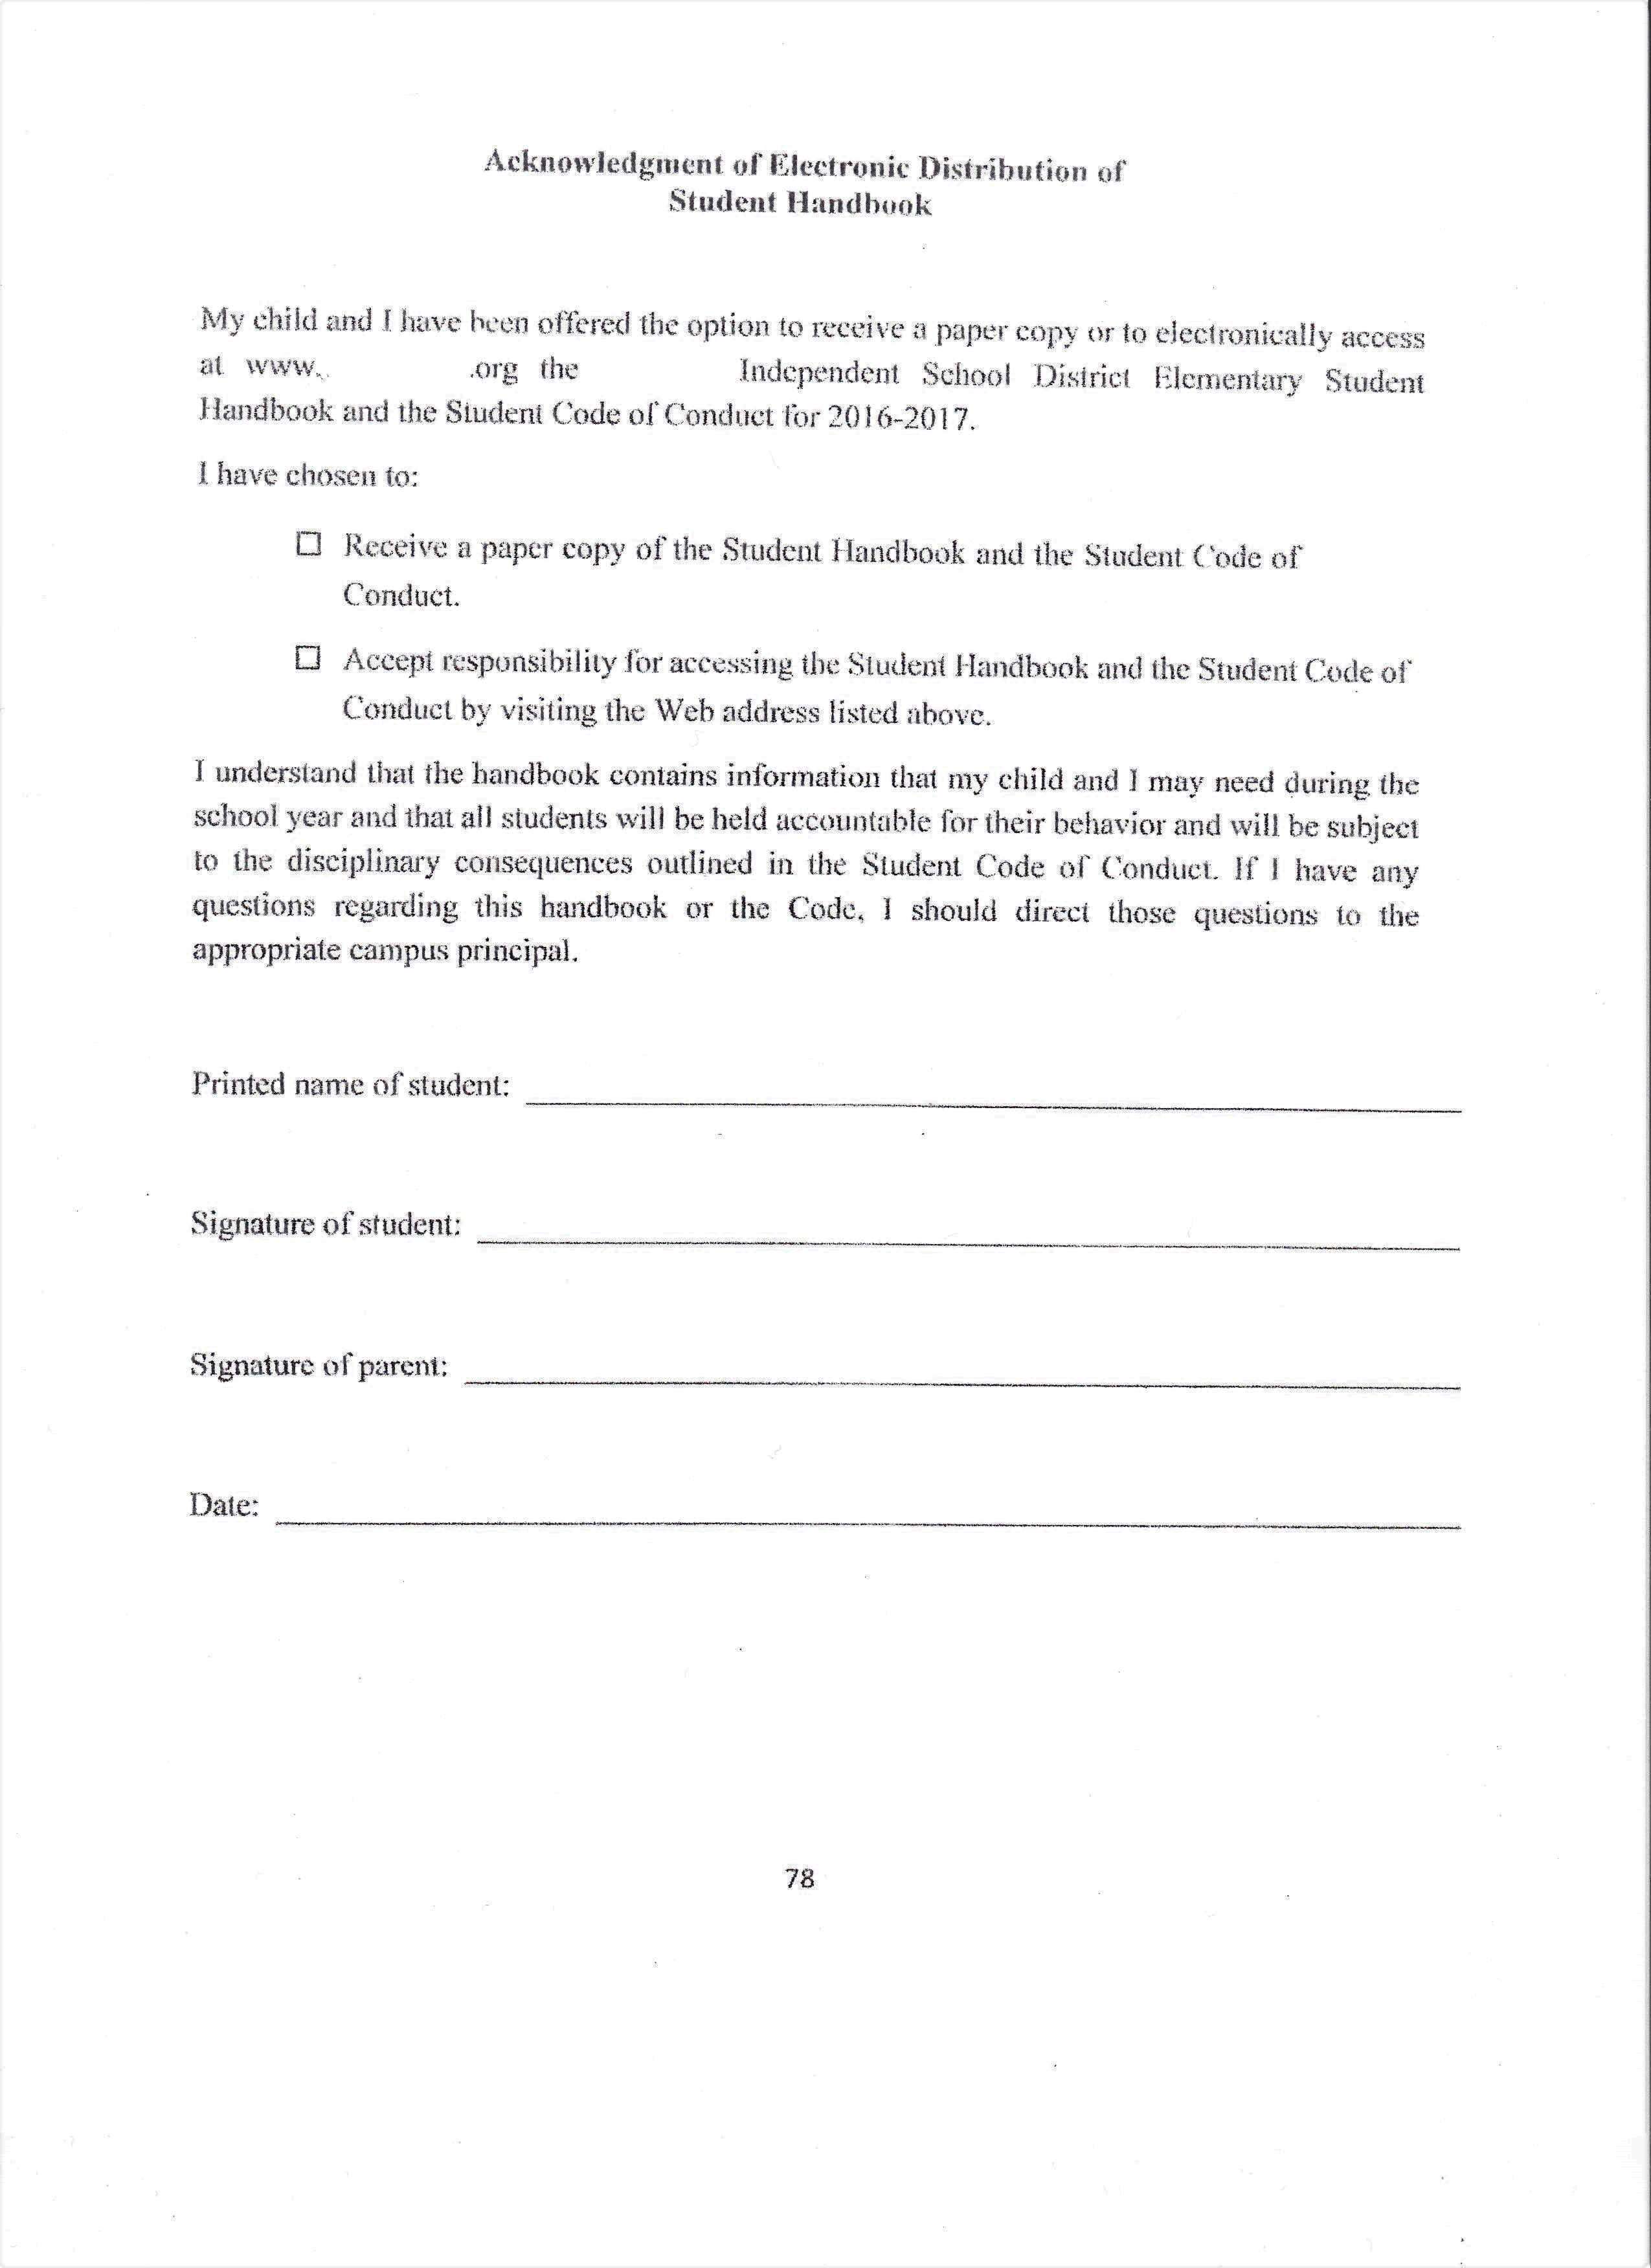 Acknowledgment of Electronic Distribution of
Student Handbook
My child and I have been offered the option to receive a paper copy or to electronically access
at www. .org the Independent School District Elementary Student
Handbook and the Student Code of Conduct for 2016-2017.
I have chosen to:
☐ Receive a paper copy of the Student Handbook and the Student Code of
Conduct.
☐ Accept responsibility for accessing the Student Handbook and the Student Code of
Conduct by visiting the Web address listed above.
I understand that the handbook contains information that my child and I may need during the
school year and that all students will be held accountable for their behavior and will be subject
to the disciplinary consequences outlined in the Student Code of Conduct. If I have any
questions regarding this handbook or the Code, I should direct those questions to the
appropriate campus principal.
Printed name of student:
Signature of student:
Signature of parent:
Date:
78